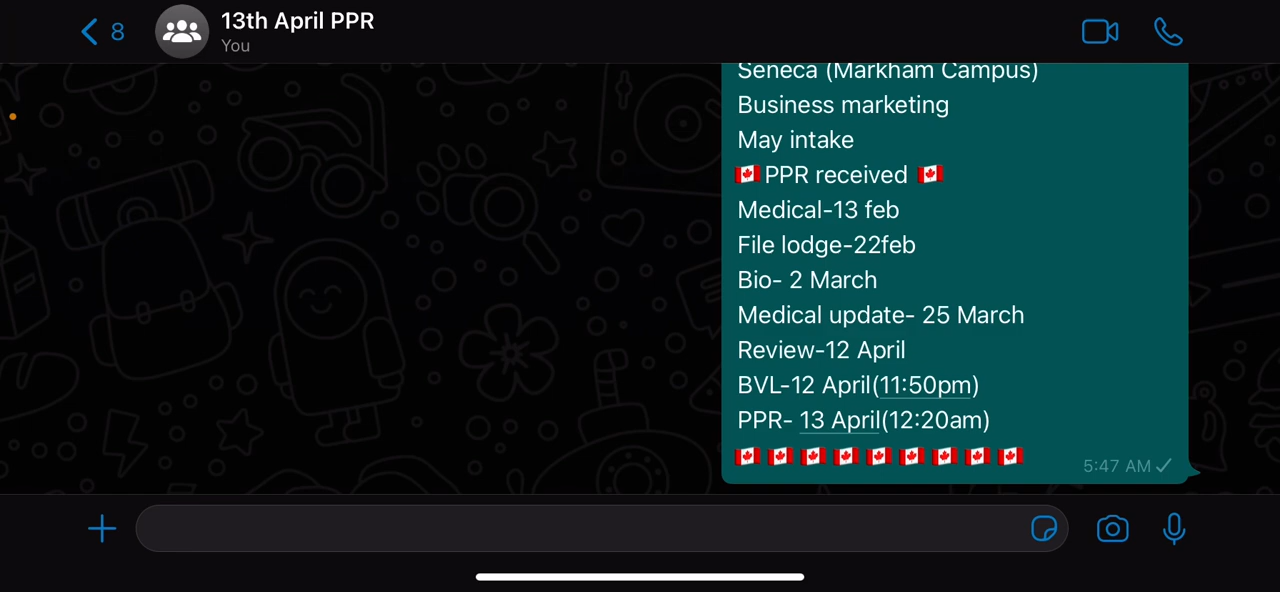 8
13th April PPR
You
Seneca (Markham Campus)
Business marketing
May intake
🇨🇦PPR received 🇨🇦
Medical-13 feb
File lodge-22feb
Bio- 2 March
Medical update- 25 March
Review-12 April
BVL-12 April(11:50pm)
PPR- 13 April(12:20am)
🇨🇦🇨🇦🇨🇦🇨🇦🇨🇦🇨🇦🇨🇦🇨🇦🇨🇦
5:47 AM